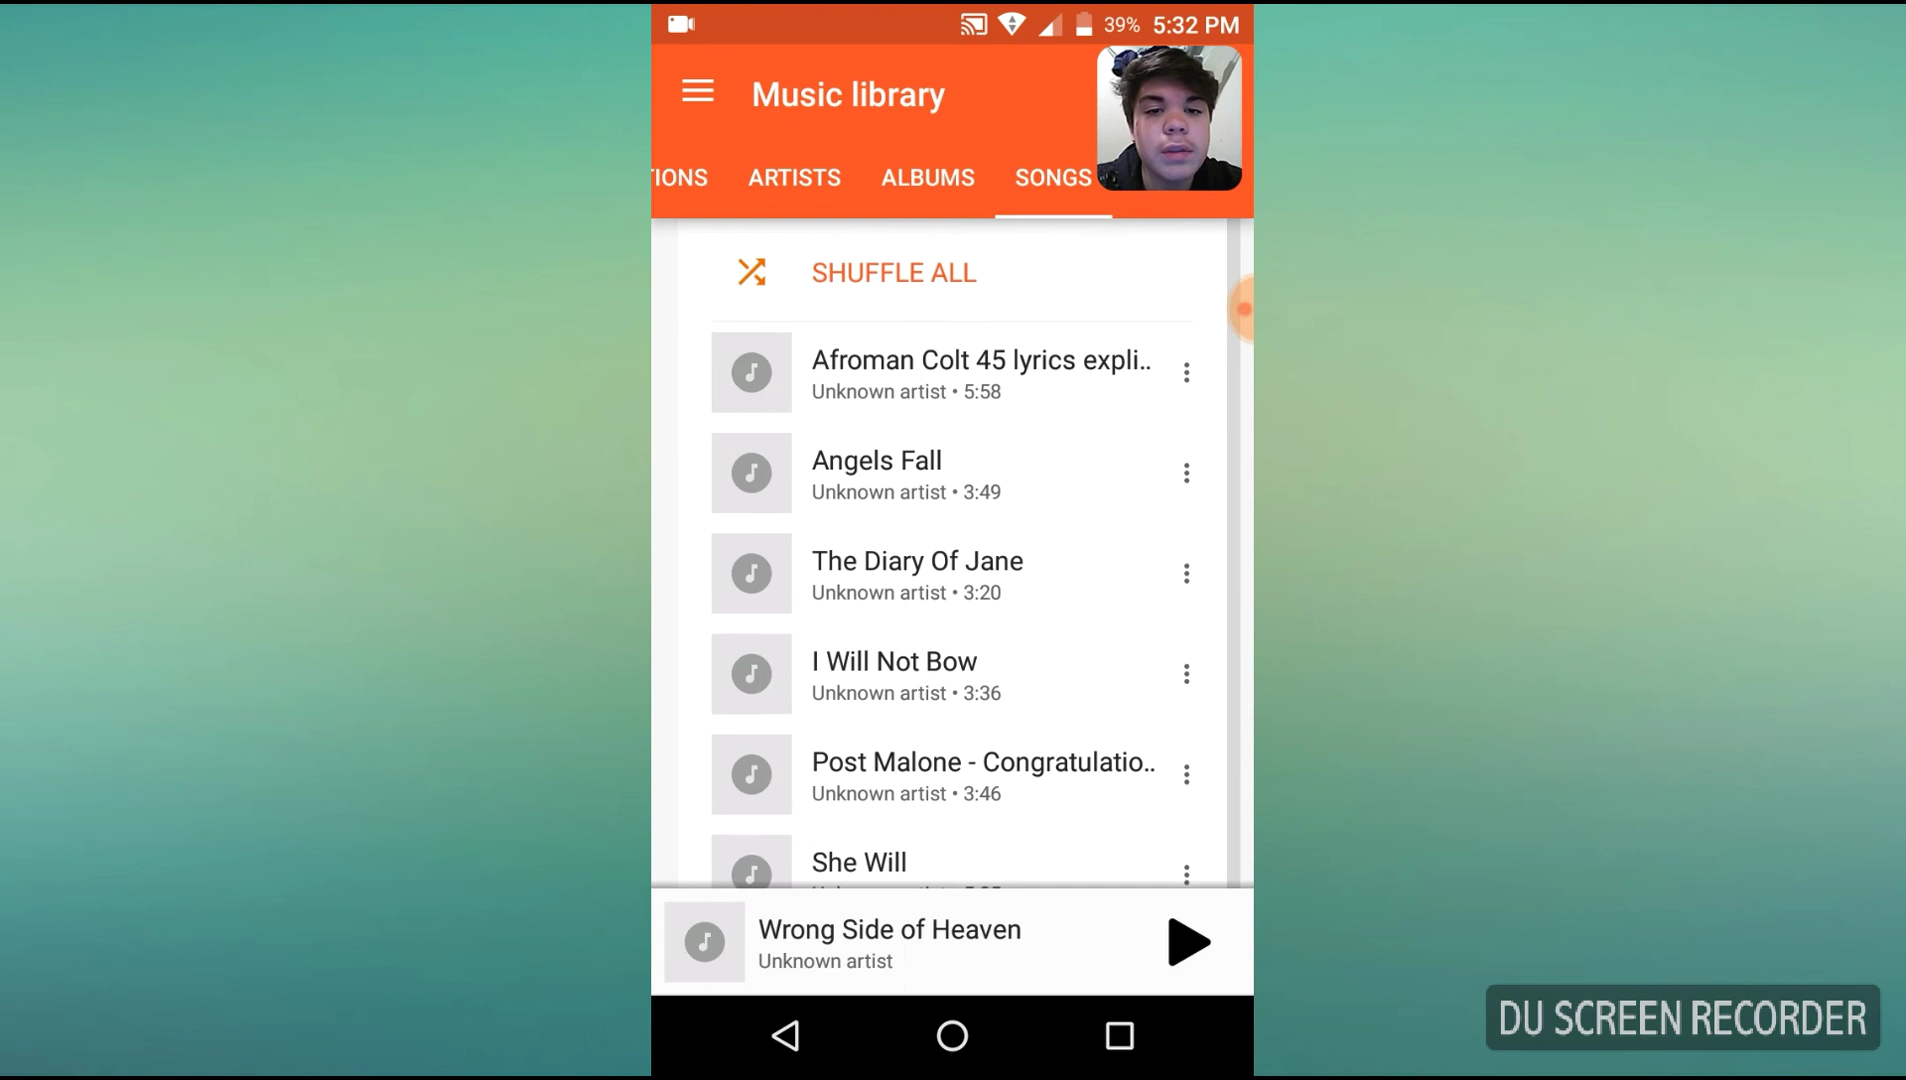 39% 5:32 PM
Music library
TIONS ARTISTS ALBUMS SONGS
SHUFFLE ALL
Afroman Colt 45 lyrics expli..
Unknown artist • 5:58
Angels Fall
Unknown artist • 3:49
The Diary Of Jane
Unknown artist • 3:20
I Will Not Bow
Unknown artist • 3:36
Post Malone - Congratulatio..
Unknown artist • 3:46
She Will
Wrong Side of Heaven
Unknown artist
DU SCREEN RECORDER